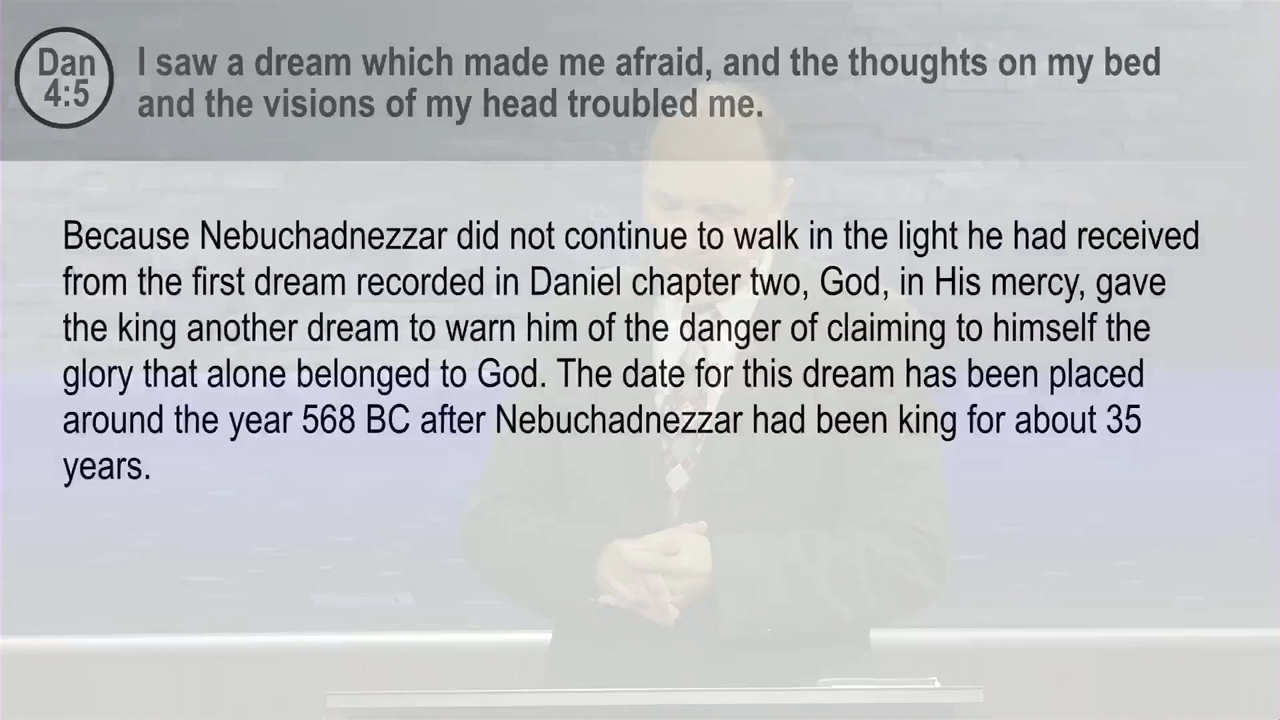 Dan
4:5
I saw a dream which made me afraid, and the thoughts on my bed
and the visions of my head troubled me.
Because Nebuchadnezzar did not continue to walk in the light he had received
from the first dream recorded in Daniel chapter two, God, in His mercy, gave
the king another dream to warn him of the danger of claiming to himself the
glory that alone belonged to God. The date for this dream has been placed
around the year 568 BC after Nebuchadnezzar had been king for about 35
years.